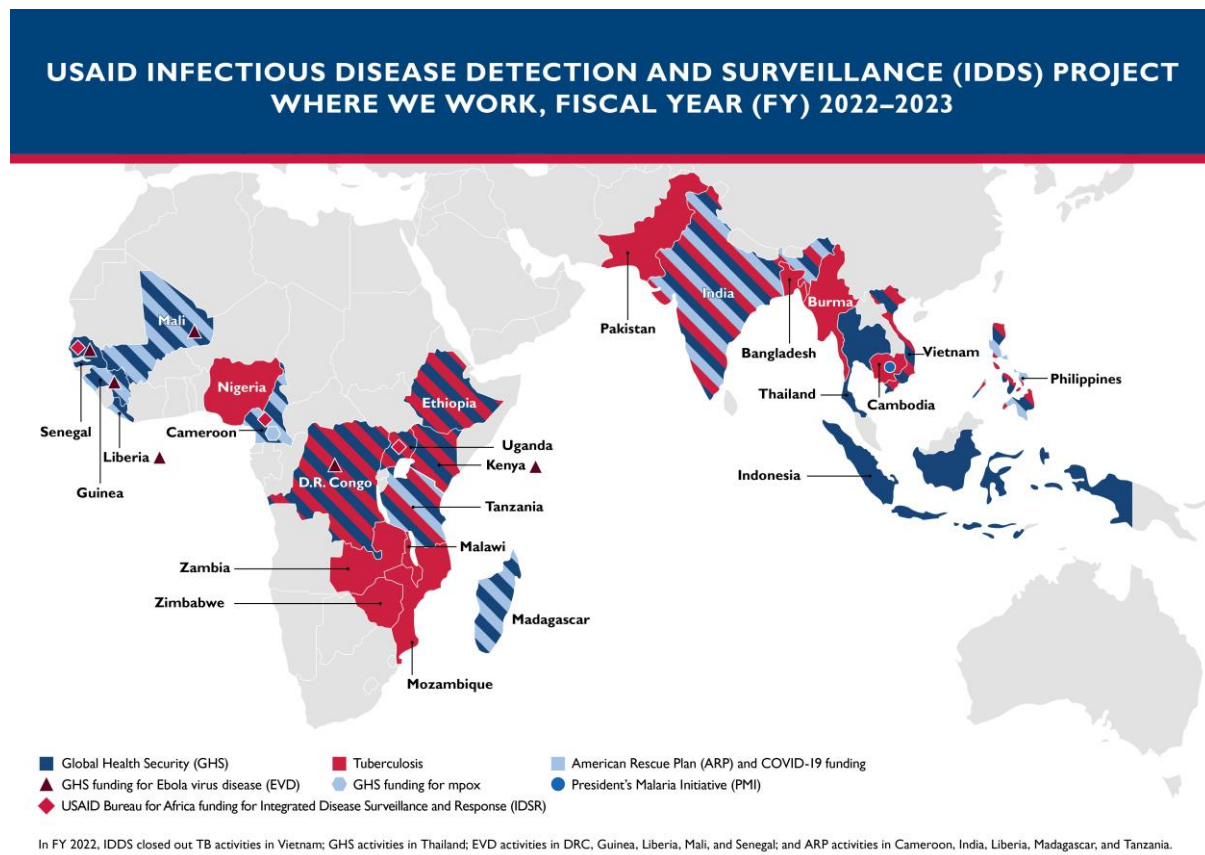 USAID INFECTIOUS DISEASE DETECTION AND SURVEILLANCE (IDDS) PROJECT
WHERE WE WORK, FISCAL YEAR (FY) 2022–2023
Mali
Senegal
Liberia
Guinea
Nigeria
Cameroon
Ethiopia
D.R. Congo
Uganda
Kenya
Tanzania
Malawi
Zambia
Zimbabwe
Madagascar
Mozambique
Pakistan
India
Bangladesh
Burma
Thailand
Vietnam
Cambodia
Philippines
Indonesia
Global Health Security (GHS)
Tuberculosis
American Rescue Plan (ARP) and COVID-19 funding
GHS funding for Ebola virus disease (EVD)
GHS funding for mpox
President's Malaria Initiative (PMI)
USAID Bureau for Africa funding for Integrated Disease Surveillance and Response (IDSR)
In FY 2022, IDDS closed out TB activities in Vietnam; GHS activities in Thailand; EVD activities in DRC, Guinea, Liberia, Mali, and Senegal; and ARP activities in Cameroon, India, Liberia, Madagascar, and Tanzania.